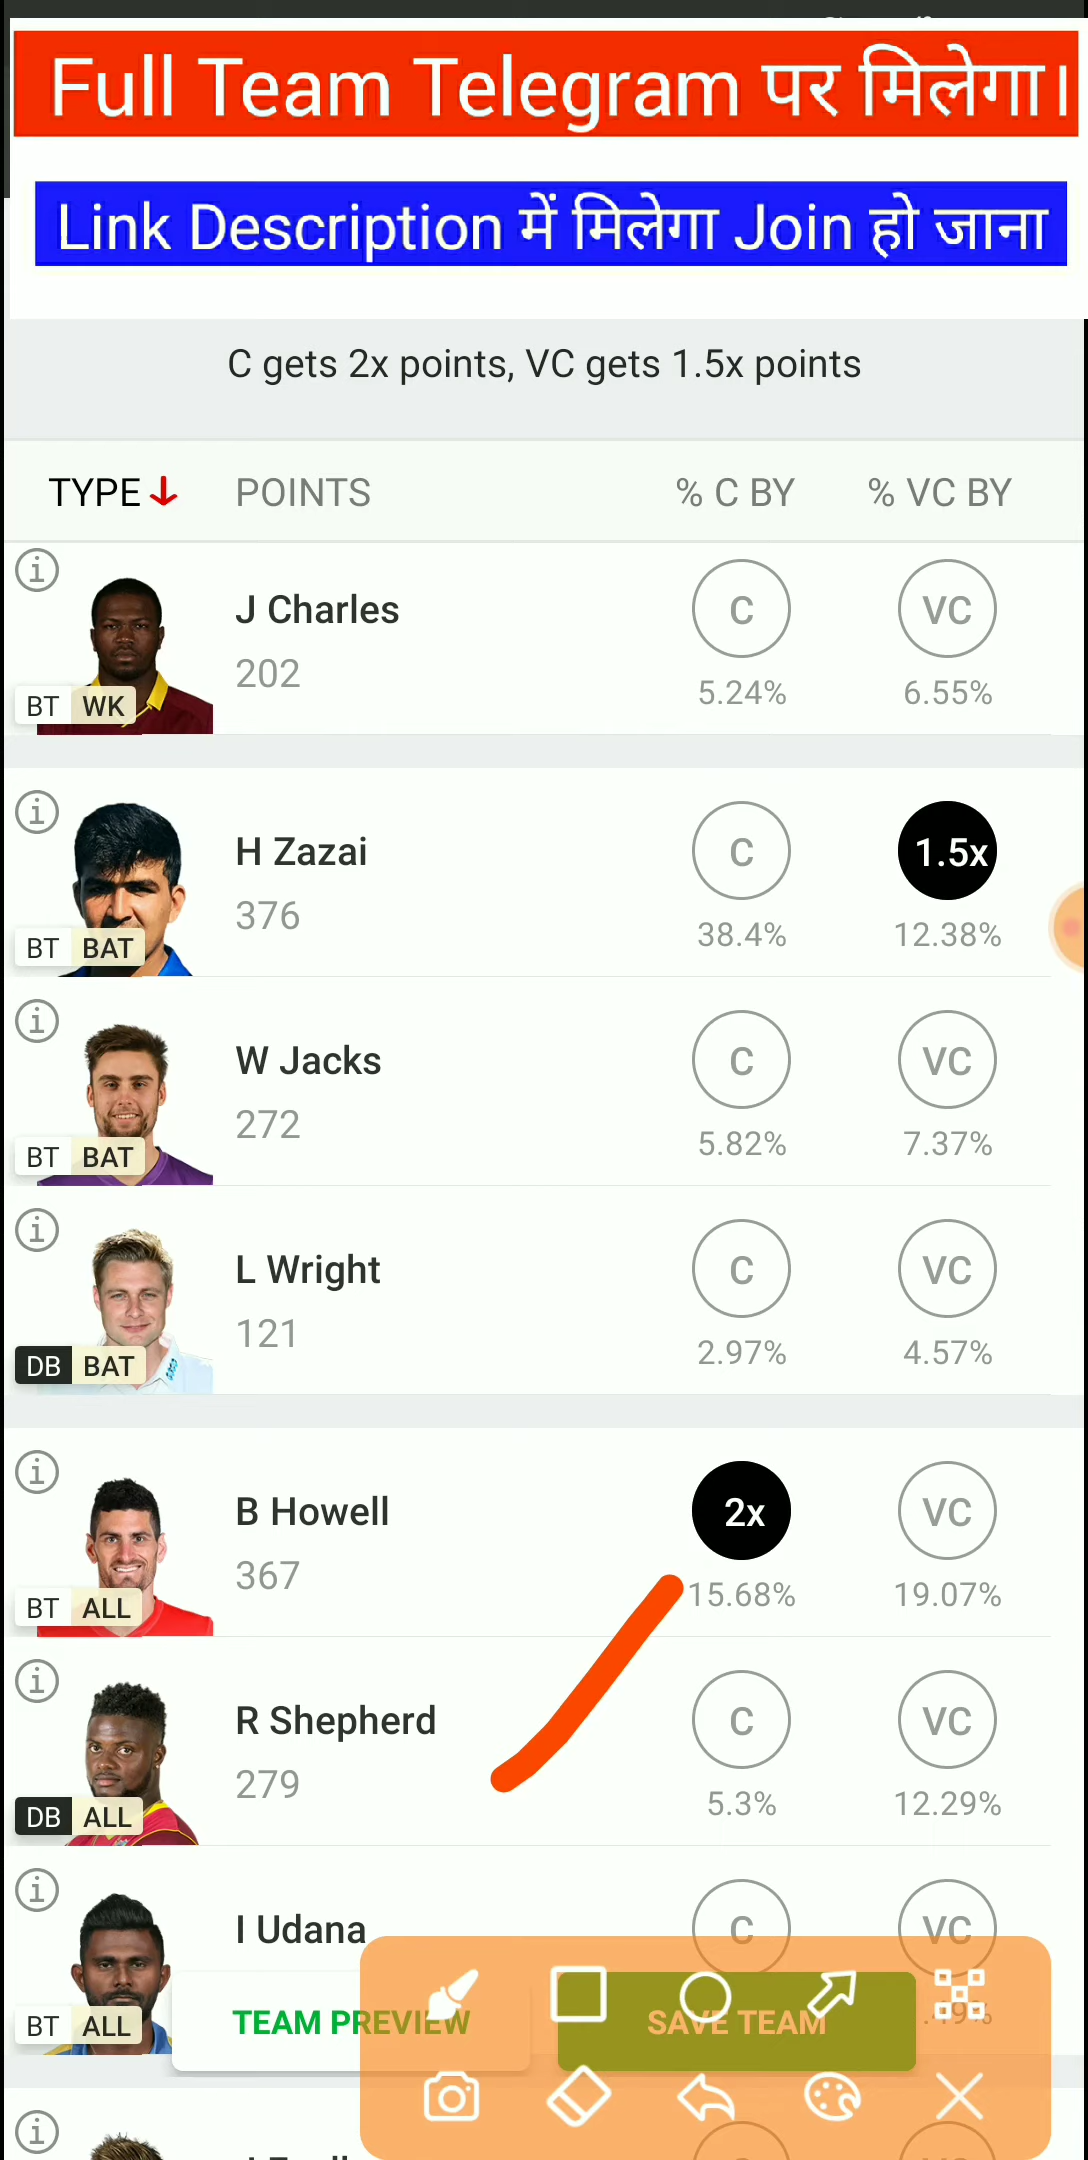 Full Team Telegram पर मिलेगा।
Link Description में मिलेगा Join हो जाना
C gets 2x points, VC gets 1.5x points
TYPE POINTS % C BY % VC BY
J Charles C VC
202 5.24% 6.55%
BT WK
H Zazai C 1.5x
376 38.4% 12.38%
BT BAT
W Jacks C VC
272 5.82% 7.37%
BT BAT
L Wright C VC
121 2.97% 4.57%
DB BAT
B Howell 2x VC
367 15.68% 19.07%
BT ALL
R Shepherd C VC
279 5.3% 12.29%
DB ALL
I Udana C VC
BT ALL TEAM PREVIEW SAVE TEAM